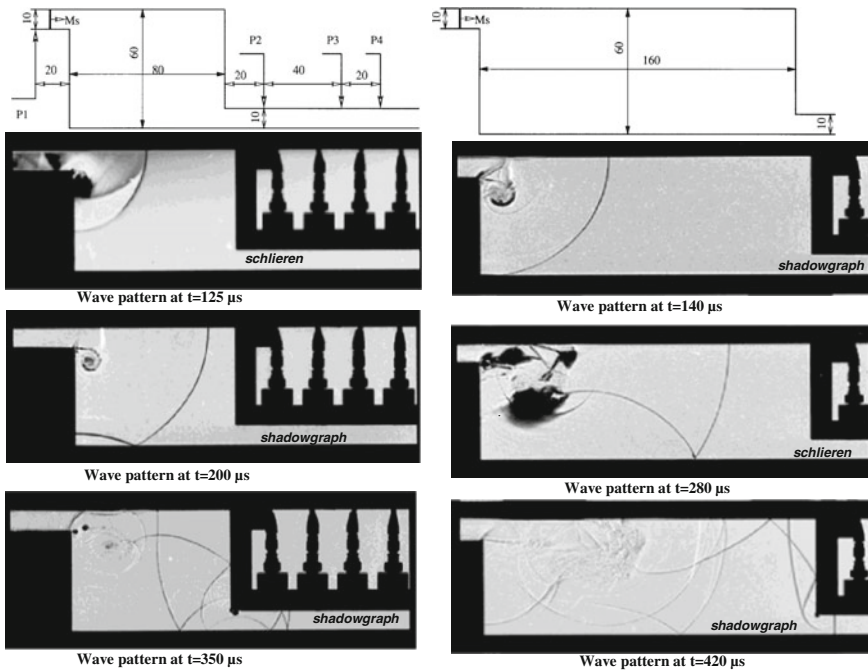 10
Ms
60
80
P1
20
P2
P3
P4
20
40
20
10
schlieren
Wave pattern at t=125 µs
shadowgraph
Wave pattern at t=200 µs
shadowgraph
Wave pattern at t=350 µs
10
Ms
60
160
10
shadowgraph
Wave pattern at t=140 µs
schlieren
Wave pattern at t=280 µs
shadowgraph
Wave pattern at t=420 µs